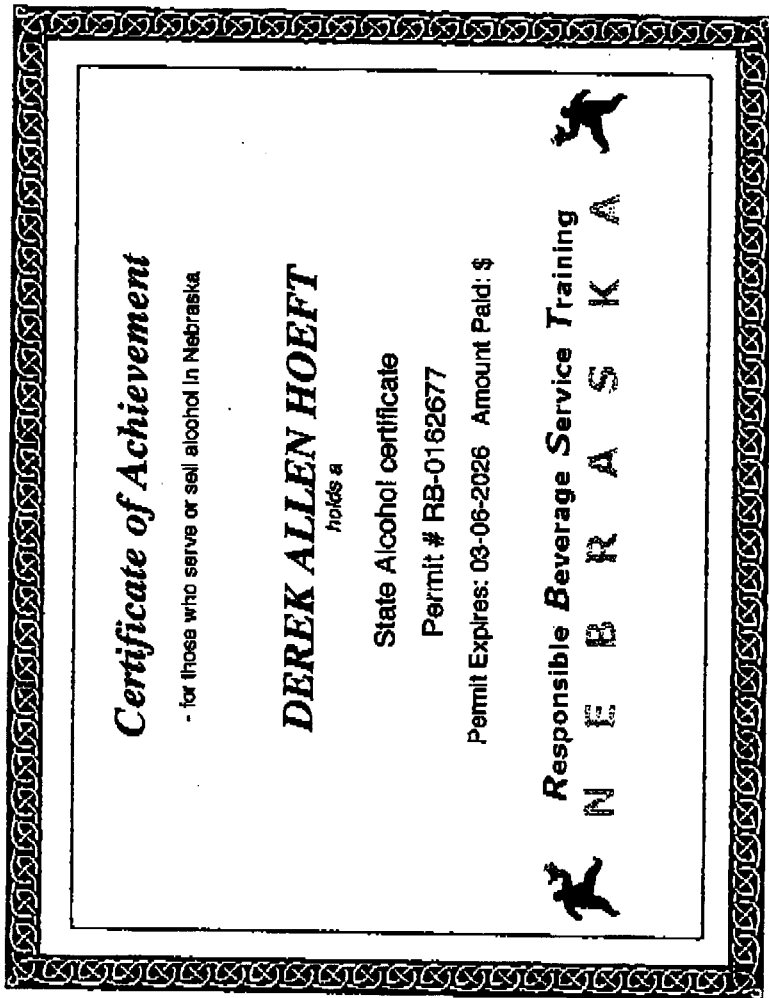 Certificate of Achievement
- for those who serve or sell alcohol In Nebraska
DEREK ALLEN HOEFT
holds a
State Alcohol certificate
Permit # RB-0162677
Permit Expires: 03-06-2026 Amount Paid: $
Responsible Beverage Service Training
NEBRASKA